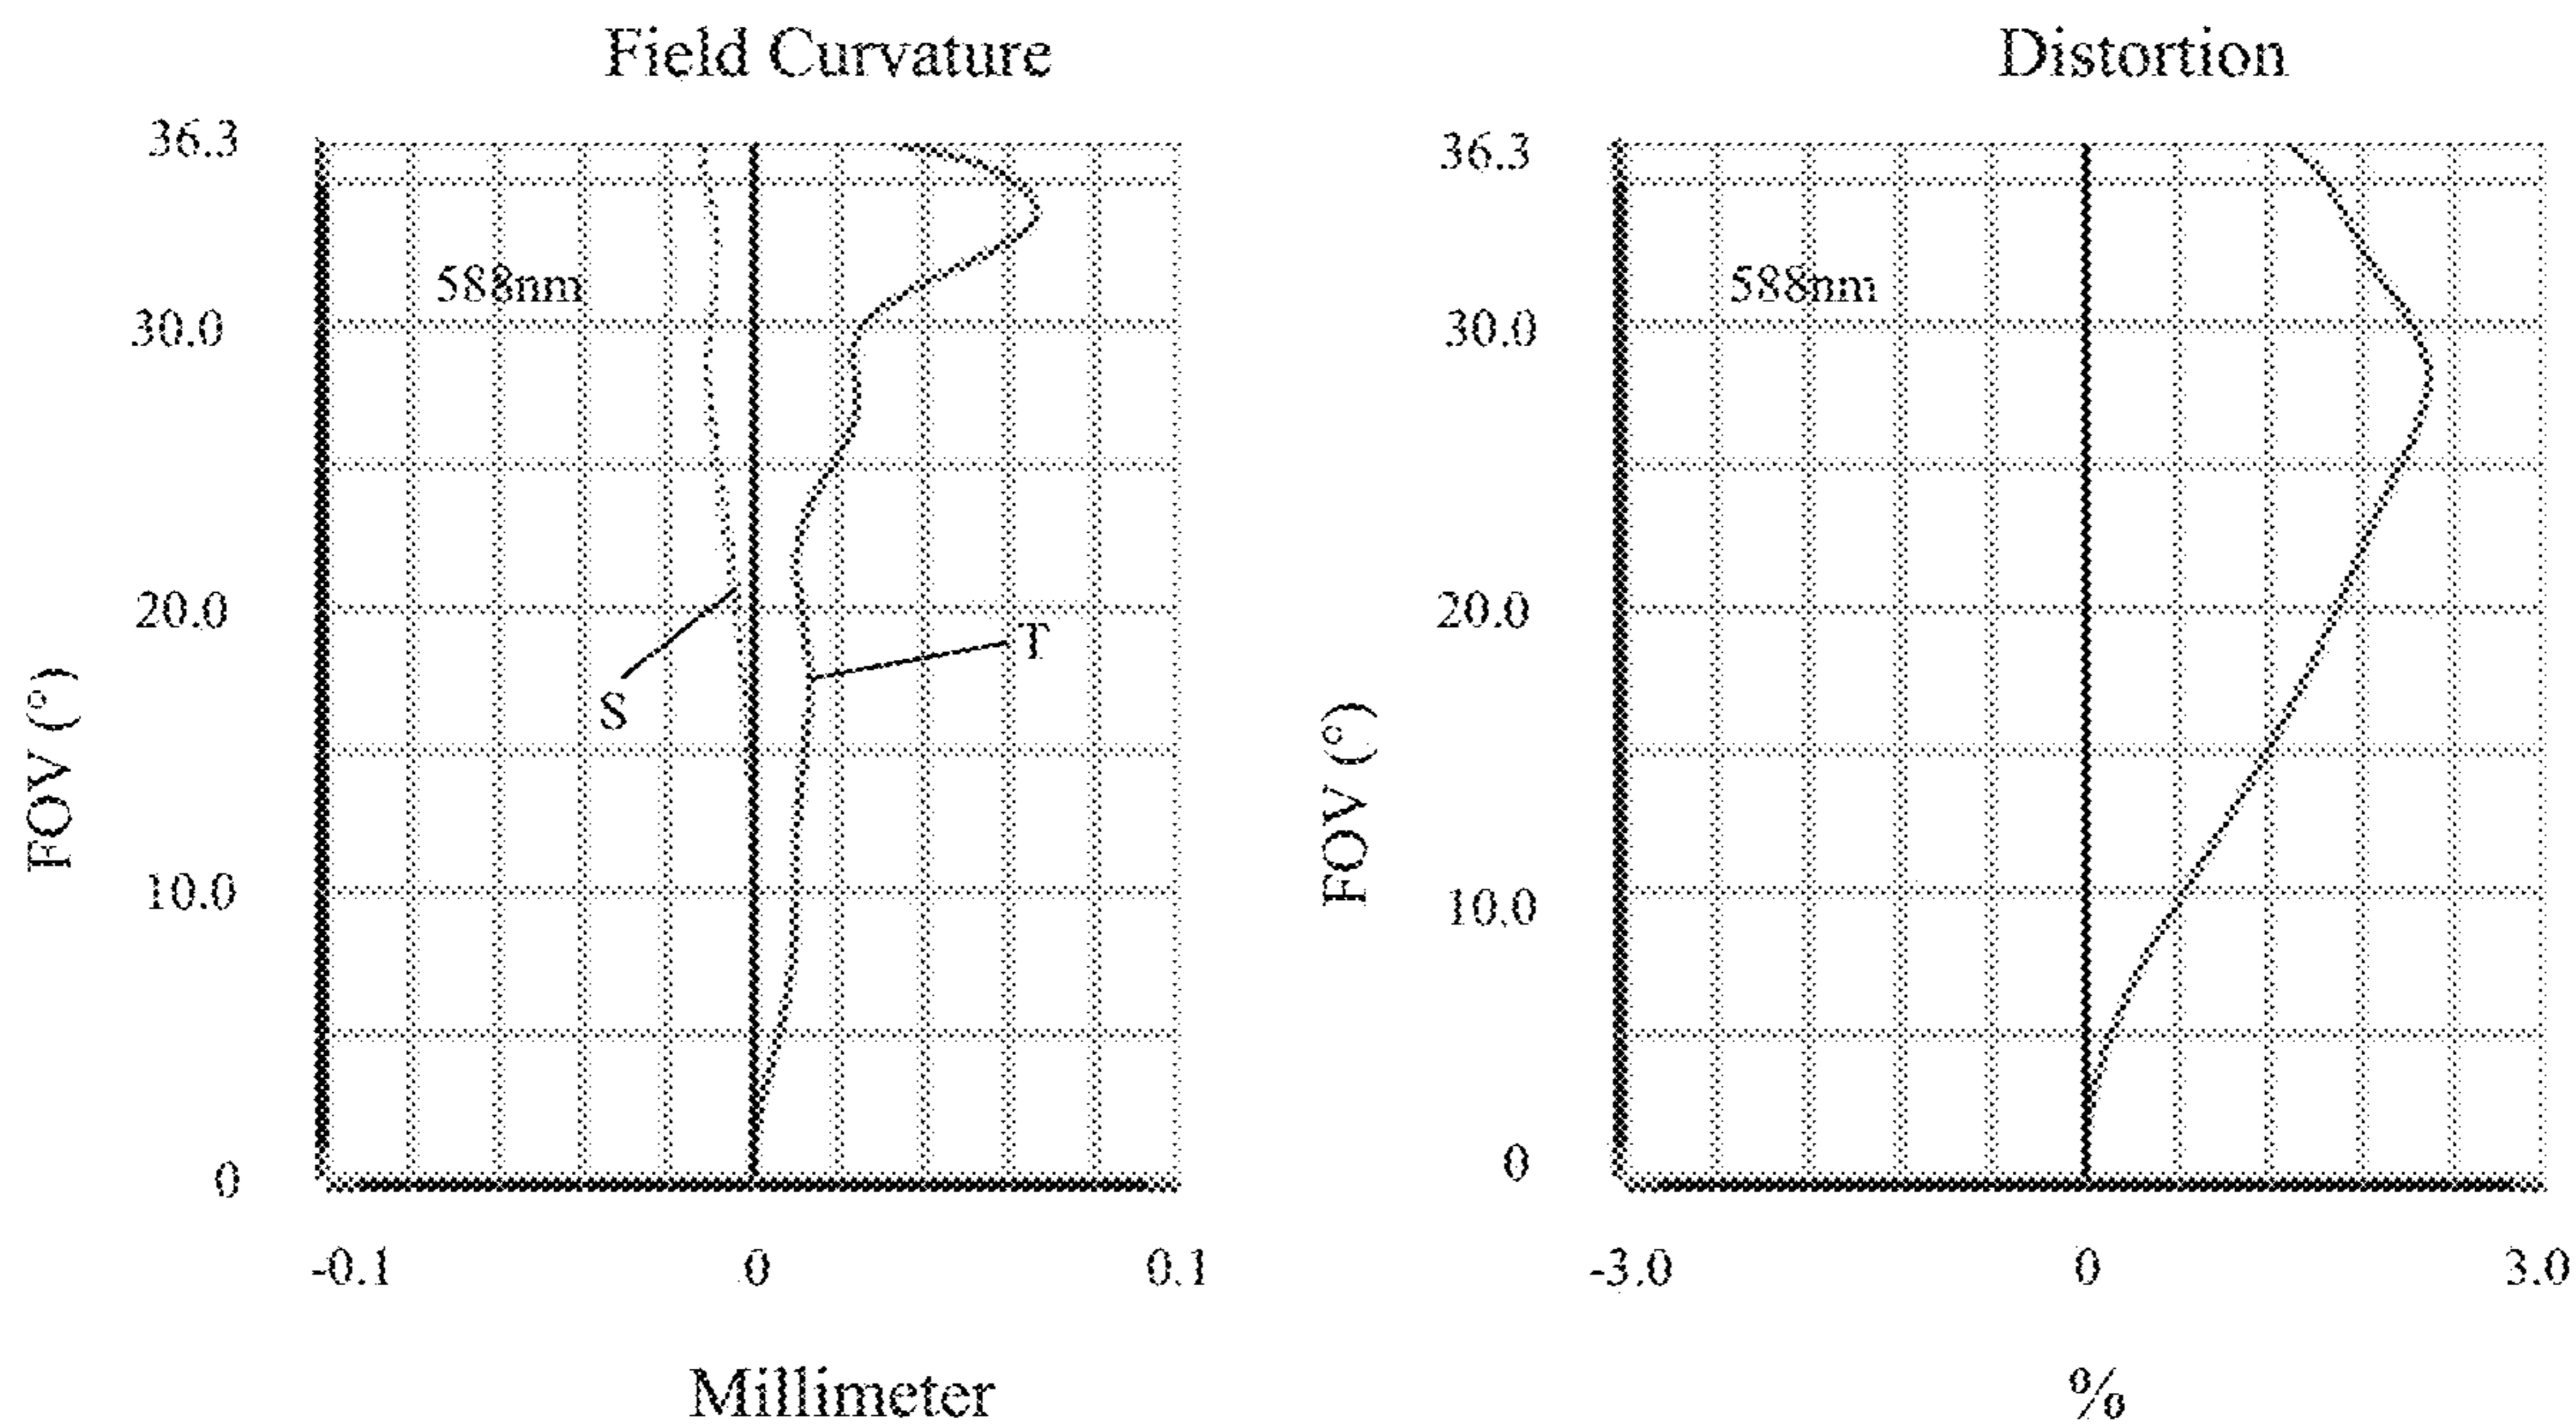 Field Curvature
36.3
588nm
30.0
20.0
T
S
10.0
0
FOV (°)
-0.1 0 0.1
Millimeter
Distortion
36.3
588nm
30.0
20.0
10.0
0
FOV (°)
-3.0 0 3.0
%